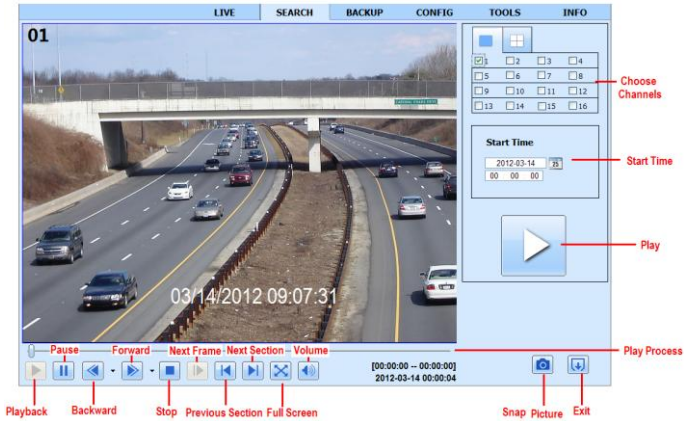 LIVE SEARCH BACKUP CONFIG TOOLS INFO
01
1 2 3 4
5 6 7 8
9 10 11 12
13 14 15 16
Choose
Channels
Start Time
2012-03-14 25
00 00 00
Start Time
Play
03/14/2012 09:07:31
Pause Forward Next Frame Next Section Volume
Play Process
[00:00:00 -- 00:00:00]
2012-03-14 00:00:04
Playback Backward Stop Previous Section Full Screen Snap Picture Exit